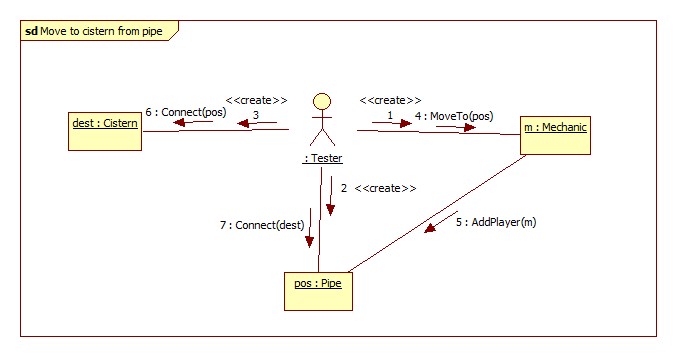 sd Move to cistern from pipe
<<create>>
<<create>>
6 : Connect(pos)
3
1
4 : MoveTo(pos)
dest : Cistern
m : Mechanic
: Tester
2 <<create>>
7 : Connect(dest)
5 : AddPlayer(m)
pos : Pipe